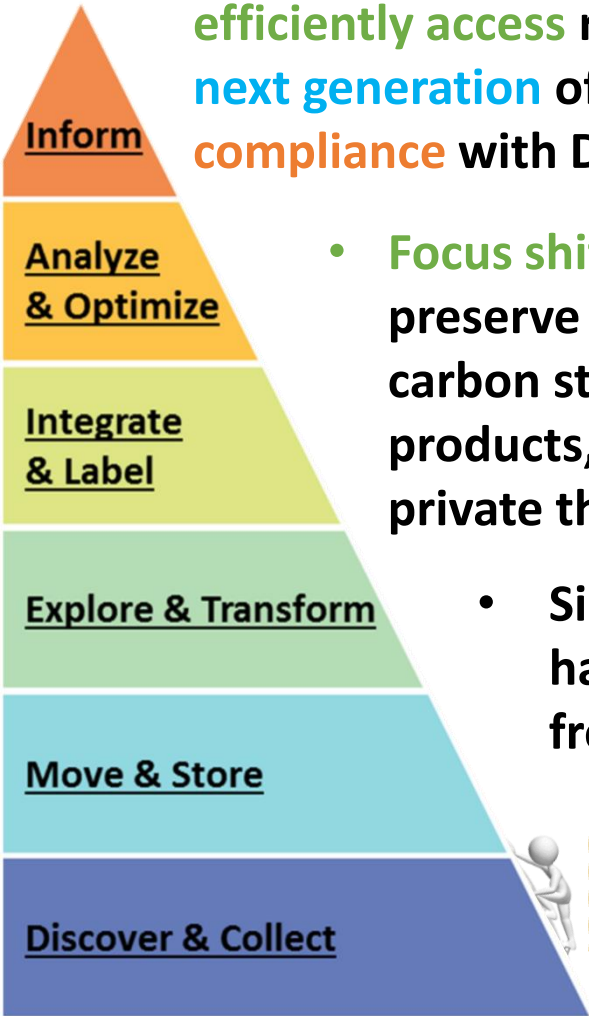 efficiently access
next generation of
compliance with D
Inform
Analyze
& Optimize
• Focus shi
preserve
carbon st
products,
private th
Integrate
& Label
Explore & Transform
• Si
ha
fro
Move & Store
Discover & Collect